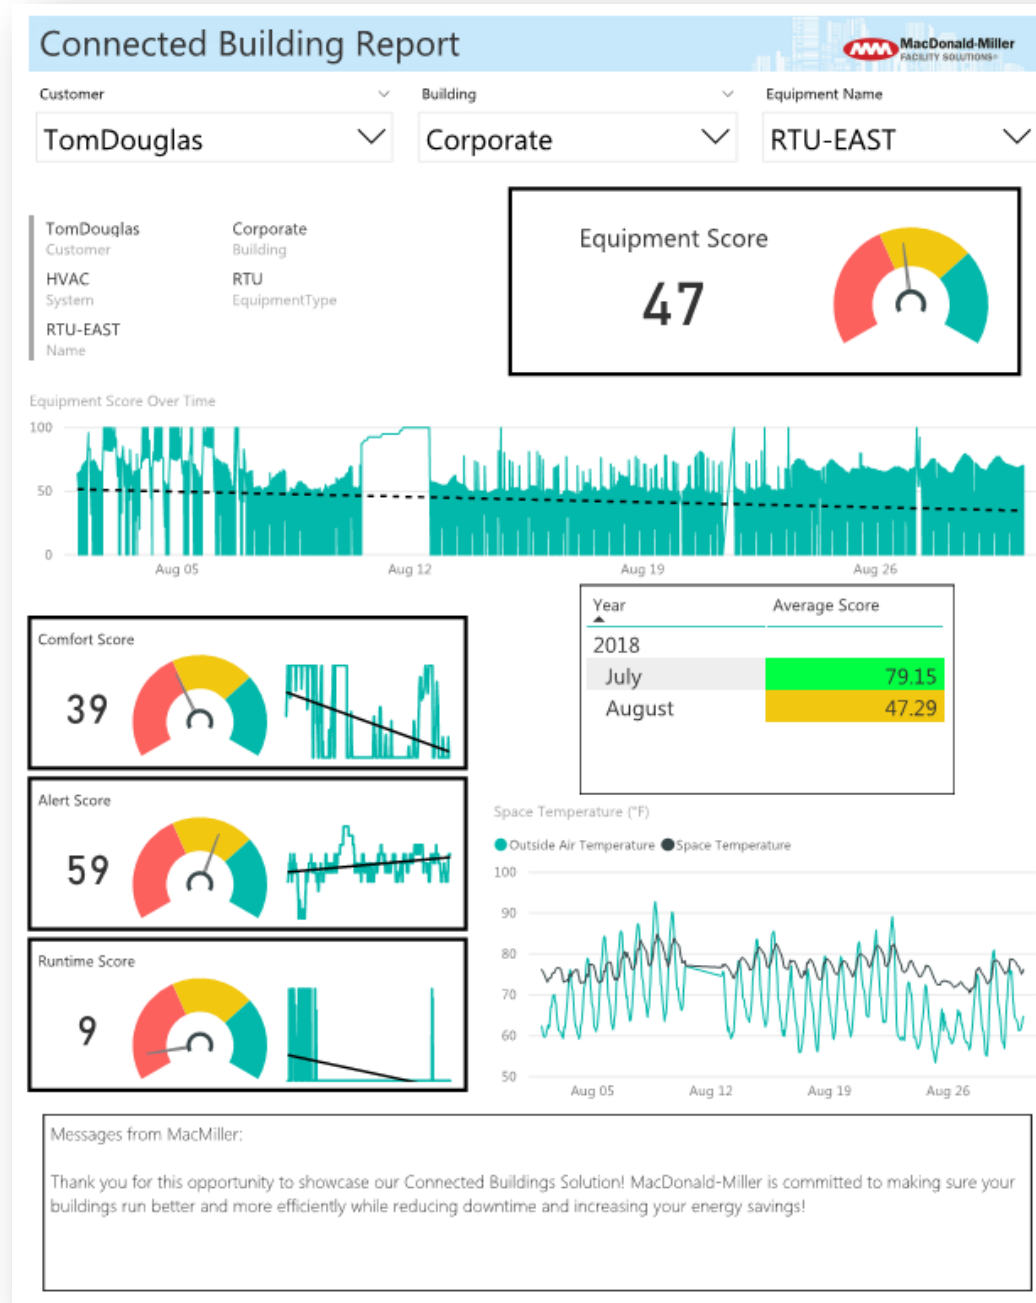 Connected Building Report
MacDonald-Miller
FACILITY SOLUTIONS
Customer
Building
Equipment Name
TomDouglas
Corporate
RTU-EAST
TomDouglas
Customer
Corporate
Building
HVAC
System
RTU
EquipmentType
RTU-EAST
Name
Equipment Score
47
Equipment Score Over Time
100
50
0
Aug 05
Aug 12
Aug 19
Aug 26
Comfort Score
39
Alert Score
59
Runtime Score
9
Year
Average Score
2018
July
79.15
August
47.29
Space Temperature (°F)
Outside Air Temperature
Space Temperature
100
90
80
70
60
50
Aug 05
Aug 12
Aug 19
Aug 26
Messages from MacMiller:
Thank you for this opportunity to showcase our Connected Buildings Solution! MacDonald-Miller is committed to making sure your
buildings run better and more efficiently while reducing downtime and increasing your energy savings!